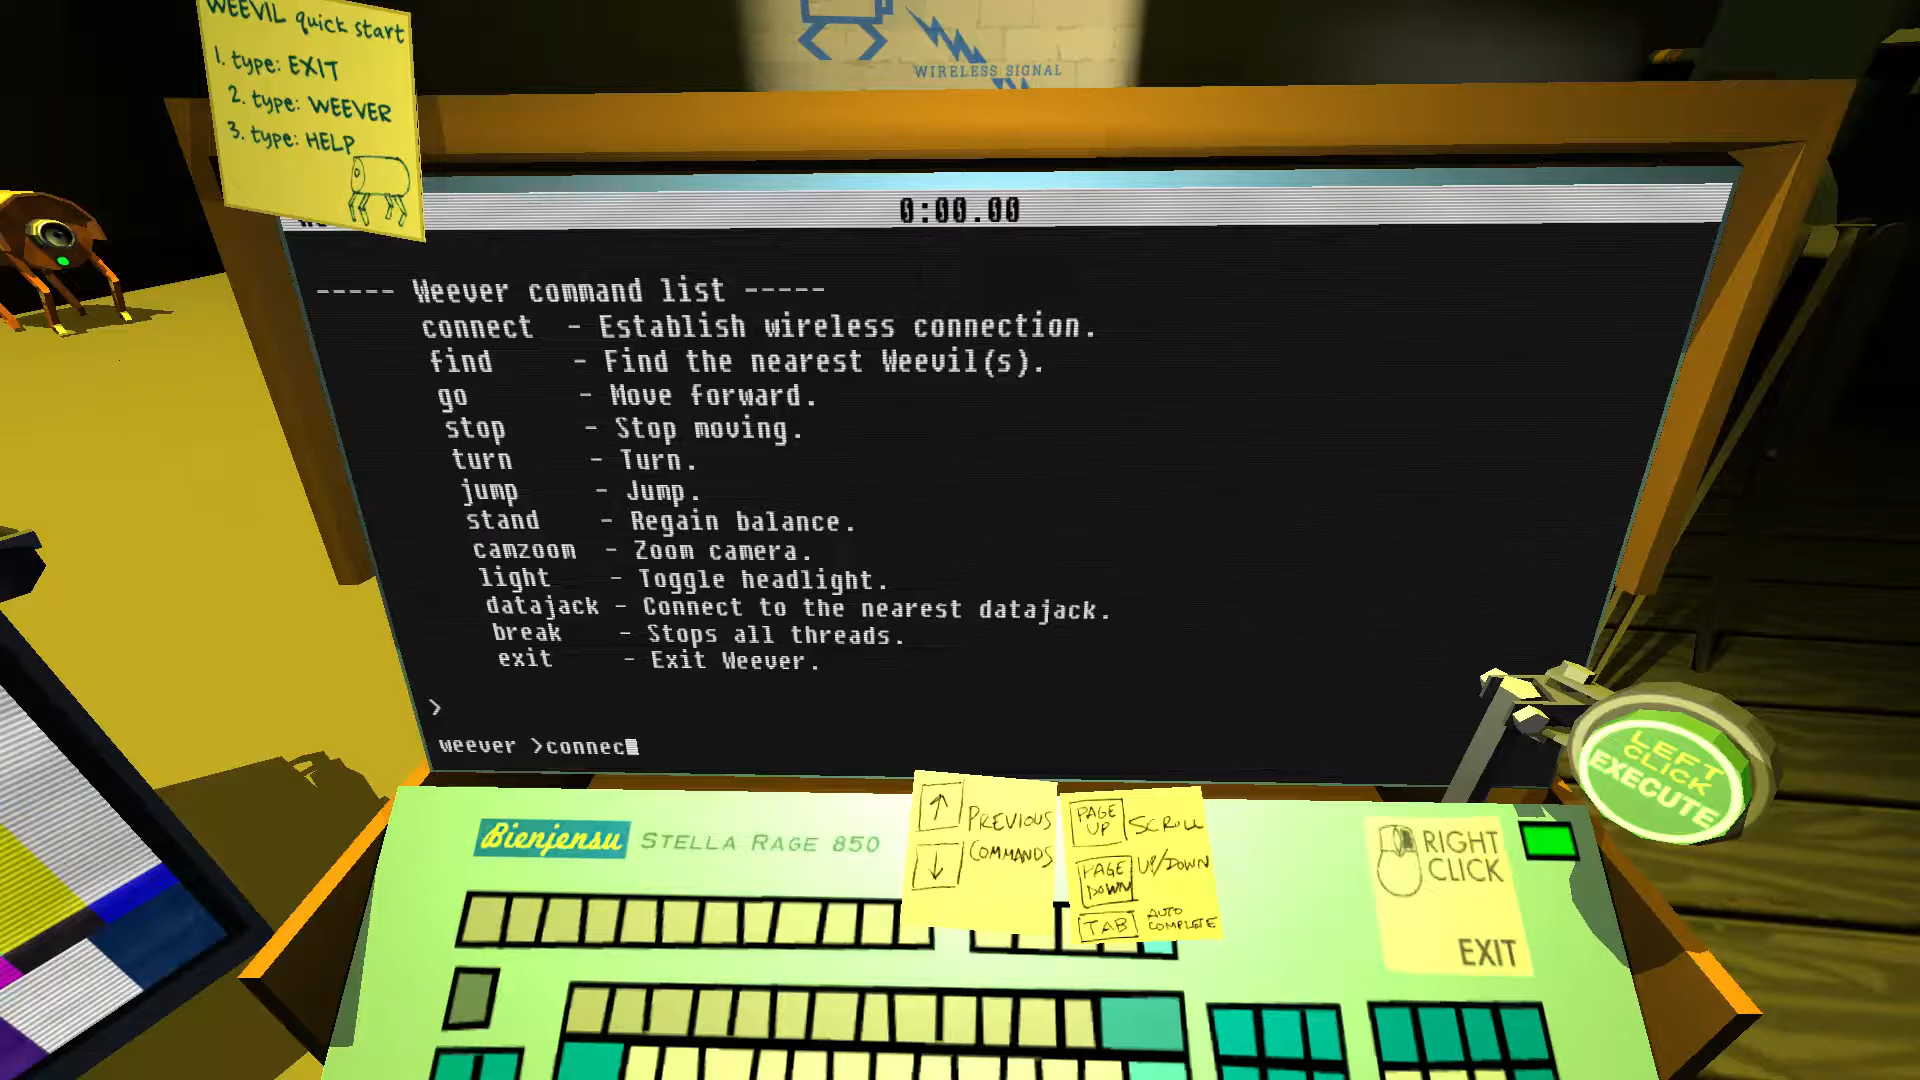 WEEVIL quick start
1. type: EXIT
2. type: WEEVER
3. type: HELP
WIRELESS SIGNAL
0:00.00
----- Weever command list -----
connect - Establish wireless connection.
find - Find the nearest Weevil(s).
go - Move forward.
stop - Stop moving.
turn - Turn.
jump - Jump.
stand - Regain balance.
camzoom - Zoom camera.
light - Toggle headlight.
datajack - Connect to the nearest datajack.
break - Stops all threads.
exit - Exit Weever.
>
weever >connec
LEFT
CLICK
EXECUTE
Bienjensu STELLA RAGE 850
↑ PREVIOUS
↓ COMMANDS
PAGE UP SCROLL
PAGE DOWN UP/DOWN
TAB AUTO COMPLETE
RIGHT
CLICK
EXIT